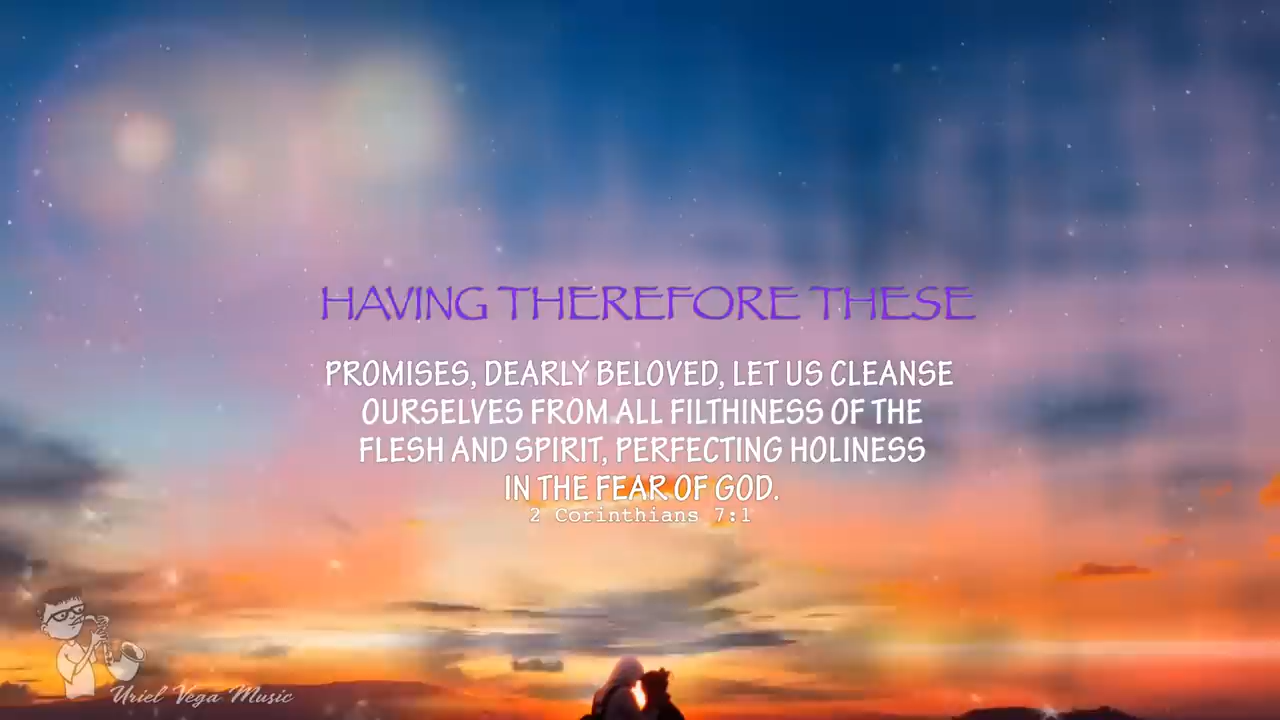 HAVING THEREFORE THESE
PROMISES, DEARLY BELOVED, LET US CLEANSE
OURSELVES FROM ALL FILTHINESS OF THE
FLESH AND SPIRIT, PERFECTING HOLINESS
IN THE FEAR OF GOD.
2 Corinthians 7:1
Uriel Vega Music